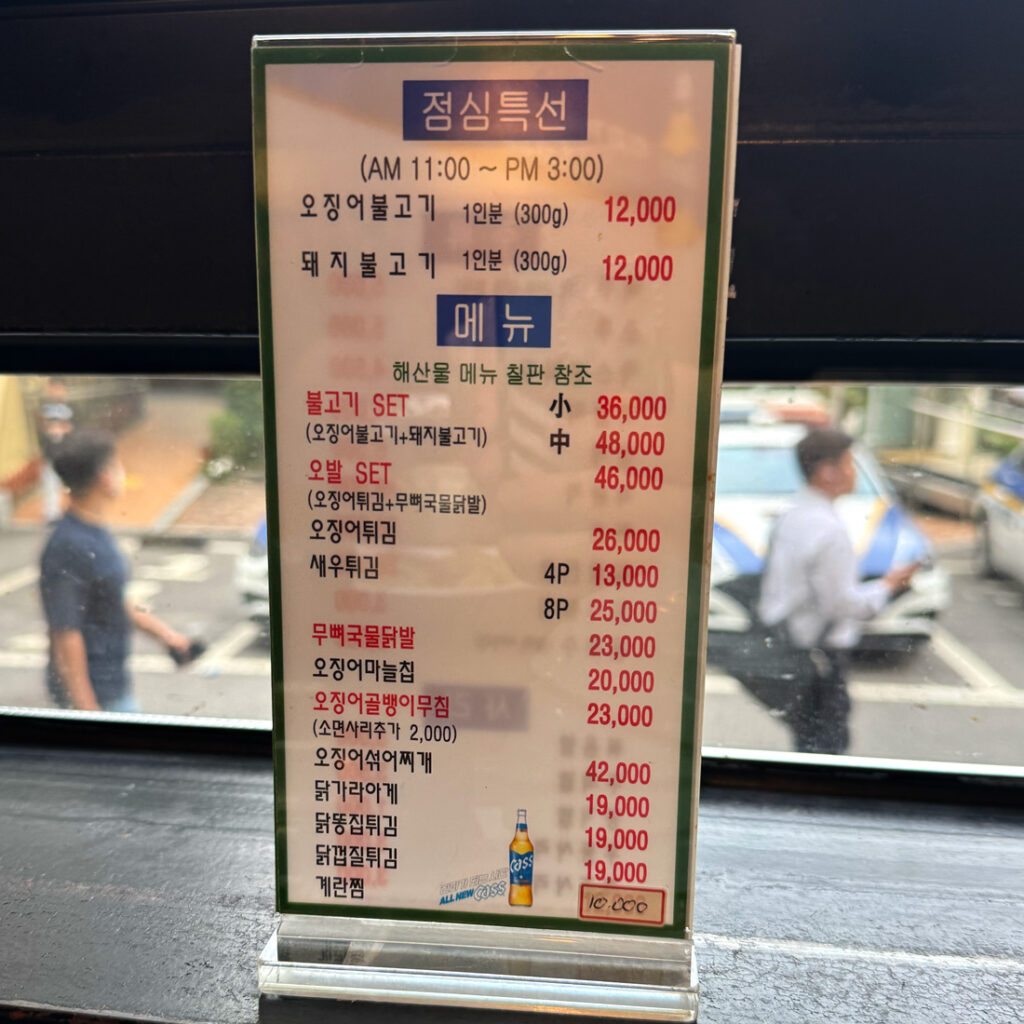 점심특선
(AM 11:00 ~ PM 3:00)
오징어불고기 1인분 (300g) 12,000
돼지불고기 1인분 (300g) 12,000
메뉴
해산물 메뉴 칠판 참조
불고기 SET 小 36,000
(오징어불고기+돼지불고기) 中 48,000
오발 SET 46,000
(오징어튀김+무뼈국물닭발)
오징어튀김 26,000
새우튀김 4P 13,000
8P 25,000
무뼈국물닭발 23,000
오징어마늘칩 20,000
오징어골뱅이무침 23,000
(소면사리추가 2,000)
오징어섞어찌개 42,000
닭가라아게 19,000
닭똥집튀김 19,000
닭껍질튀김 19,000
계란찜 10.000
ALL NEW Cass
Cass